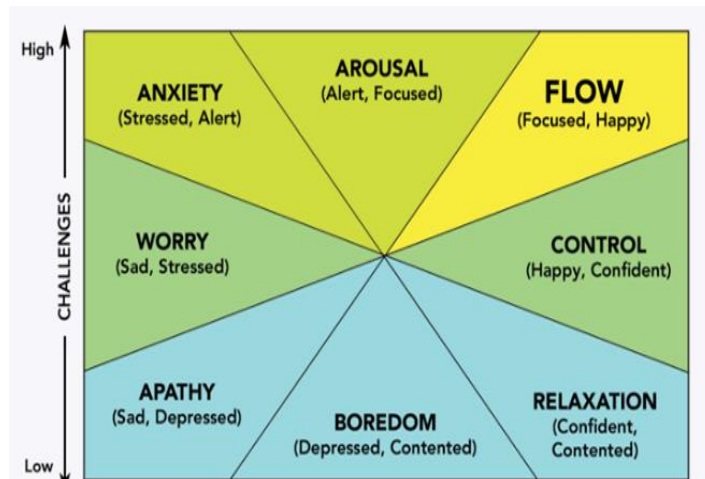 High
ANXIETY
(Stressed, Alert)
AROUSAL
(Alert, Focused)
FLOW
(Focused, Happy)
CHALLENGES
WORRY
(Sad, Stressed)
CONTROL
(Happy, Confident)
APATHY
(Sad, Depressed)
BOREDOM
(Depressed, Contented)
RELAXATION
(Confident,
Contented)
Low